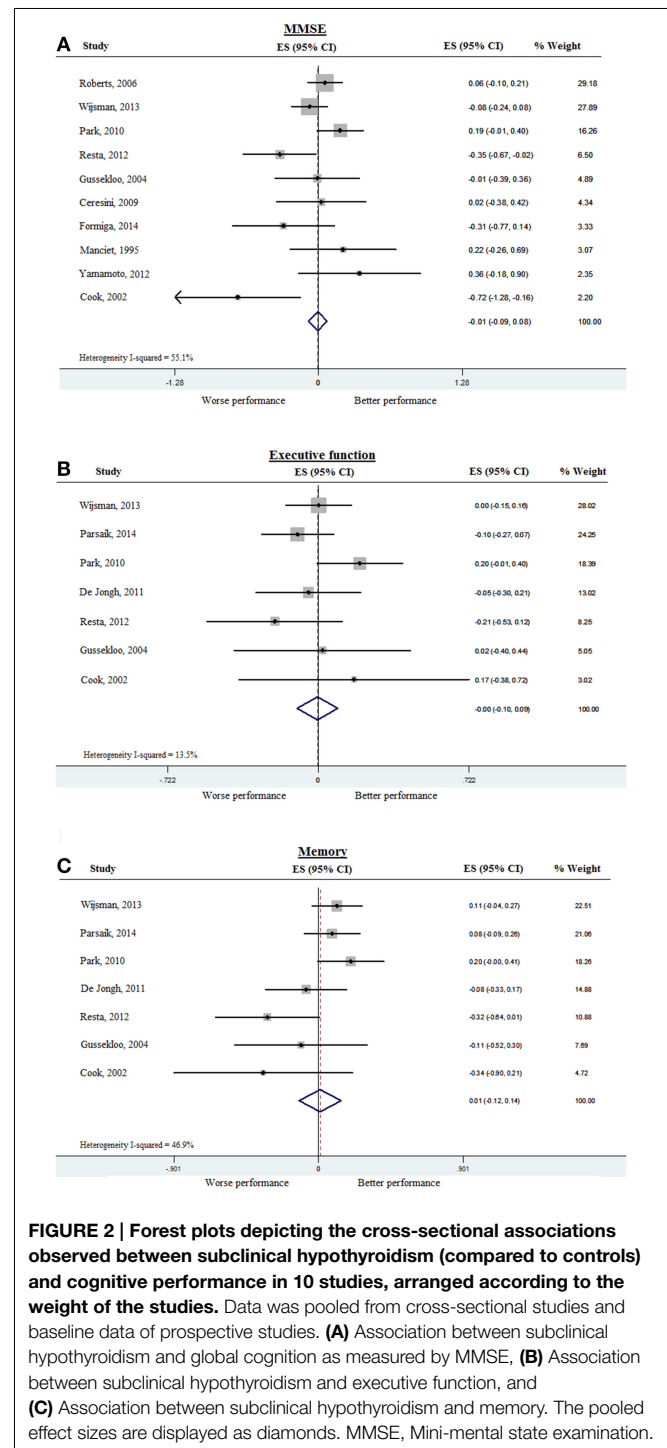 MMSE
A Study ES (95% CI) ES (95% CI) % Weight
Roberts, 2006 0.06 (-0.10, 0.21) 29.18
Wijsman, 2013 -0.08 (-0.24, 0.08) 27.89
Park, 2010 0.19 (-0.01, 0.40) 16.26
Resta, 2012 -0.35 (-0.67, -0.02) 6.50
Gussekloo, 2004 -0.01 (-0.39, 0.36) 4.89
Ceresini, 2009 0.02 (-0.38, 0.42) 4.34
Formiga, 2014 -0.31 (-0.77, 0.14) 3.33
Manciet, 1995 0.22 (-0.26, 0.69) 3.07
Yamamoto, 2012 0.36 (-0.18, 0.90) 2.35
Cook, 2002 -0.72 (-1.28, -0.16) 2.20
-0.01 (-0.09, 0.08) 100.00
Heterogeneity I-squared = 55.1%
-1.28 0 1.28
Worse performance Better performance
Executive function
B Study ES (95% CI) ES (95% CI) % Weight
Wijsman, 2013 0.00 (-0.15, 0.16) 28.02
Parsaik, 2014 -0.10 (-0.27, 0.07) 24.25
Park, 2010 0.20 (-0.01, 0.40) 18.39
De Jongh, 2011 -0.05 (-0.30, 0.21) 13.02
Resta, 2012 -0.21 (-0.53, 0.12) 8.25
Gussekloo, 2004 0.02 (-0.40, 0.44) 5.05
Cook, 2002 0.17 (-0.38, 0.72) 3.02
-0.00 (-0.10, 0.09) 100.00
Heterogeneity I-squared = 13.5%
-.722 0 .722
Worse performance Better performance
Memory
C Study ES (95% CI) ES (95% CI) % Weight
Wijsman, 2013 0.11 (-0.04, 0.27) 22.51
Parsaik, 2014 0.08 (-0.09, 0.26) 21.06
Park, 2010 0.20 (-0.00, 0.41) 18.26
De Jongh, 2011 -0.08 (-0.33, 0.17) 14.88
Resta, 2012 -0.32 (-0.64, 0.01) 10.88
Gussekloo, 2004 -0.11 (-0.52, 0.30) 7.69
Cook, 2002 -0.34 (-0.90, 0.21) 4.72
0.01 (-0.12, 0.14) 100.00
Heterogeneity I-squared = 46.9%
-.901 0 .901
Worse performance Better performance
FIGURE 2 | Forest plots depicting the cross-sectional associations
observed between subclinical hypothyroidism (compared to controls)
and cognitive performance in 10 studies, arranged according to the
weight of the studies. Data was pooled from cross-sectional studies and
baseline data of prospective studies. (A) Association between subclinical
hypothyroidism and global cognition as measured by MMSE, (B) Association
between subclinical hypothyroidism and executive function, and
(C) Association between subclinical hypothyroidism and memory. The pooled
effect sizes are displayed as diamonds. MMSE, Mini-mental state examination.